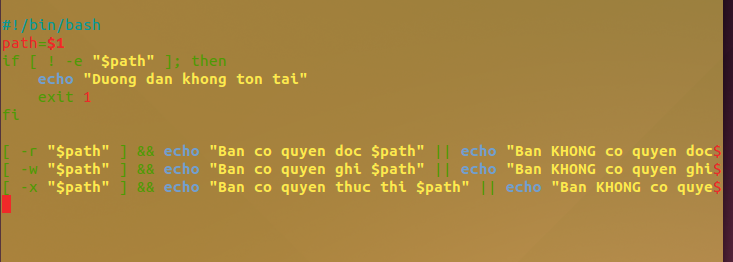 #!/bin/bash
path=$1
if [ ! -e "$path" ]; then
    echo "Duong dan khong ton tai"
    exit 1
fi
[ -r "$path" ] && echo "Ban co quyen doc $path" || echo "Ban KHONG co quyen doc$
[ -w "$path" ] && echo "Ban co quyen ghi $path" || echo "Ban KHONG co quyen ghi$
[ -x "$path" ] && echo "Ban co quyen thuc thi $path" || echo "Ban KHONG co quye$